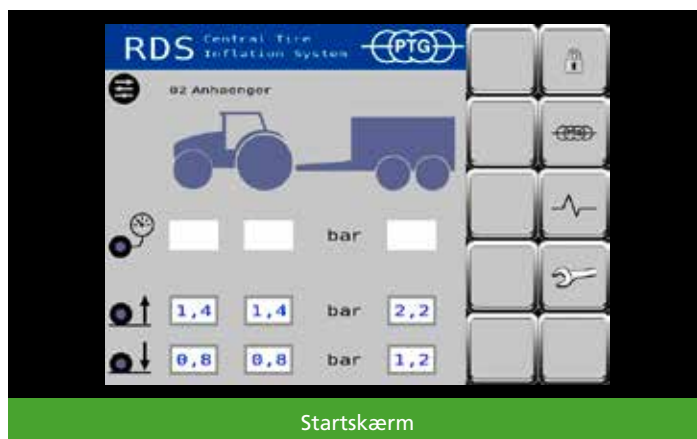 RDS Central Tire
Inflation System
PTG
02 Anhaenger
PTG
bar
1,4 1,4 bar 2,2
0,8 0,8 bar 1,2
Startskærm